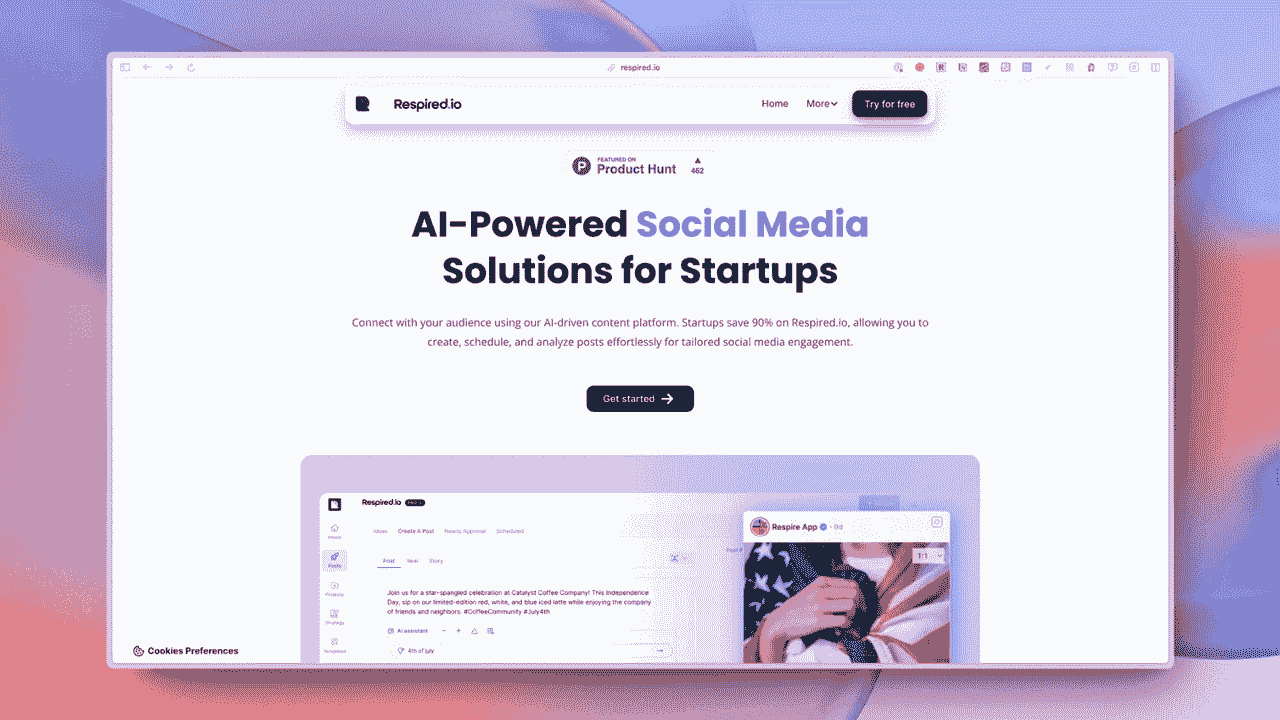 respired.io
Respired.io
Home
More
Try for free
FEATURED ON
Product Hunt
462
AI-Powered Social Media
Solutions for Startups
Connect with your audience using our AI-driven content platform. Startups save 90% on Respired.io, allowing you to
create, schedule, and analyze posts effortlessly for tailored social media engagement.
Get started
Respired.io
Ideas
Create A Post
Needs Approval
Scheduled
Home
Posts
Post
Story
Join us for a star-spangled celebration at Catalyst Coffee Company! This Independence
Day, sip on our limited-edition red, white, and blue iced latte while enjoying the company
of friends and neighbors. #CoffeeCommunity #July4th
AI assistant
4th of july
Respire App
9d
1:1
Cookies Preferences